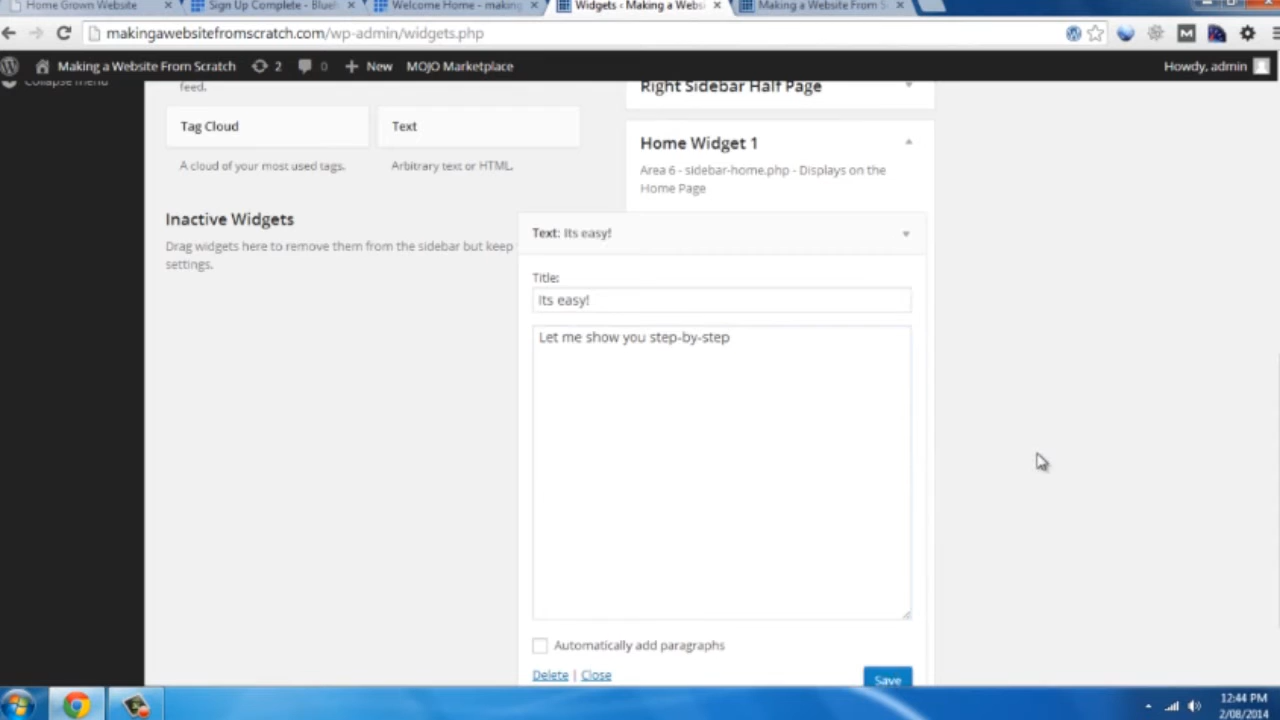 Home Grown Website
Sign Up Complete - Blueh
Welcome Home - making
Widgets ‹ Making a Websi
Making a Website From S
makingawebsitefromscratch.com/wp-admin/widgets.php
Making a Website From Scratch
2
0
New
MOJO Marketplace
Howdy, admin
Collapse menu
feed.
Right Sidebar Half Page
Tag Cloud
Text
A cloud of your most used tags.
Arbitrary text or HTML.
Home Widget 1
Area 6 - sidebar-home.php - Displays on the
Home Page
Inactive Widgets
Drag widgets here to remove them from the sidebar but keep
settings.
Text: Its easy!
Title:
Its easy!
Let me show you step-by-step
Automatically add paragraphs
Delete | Close
Save
12:44 PM
2/08/2014